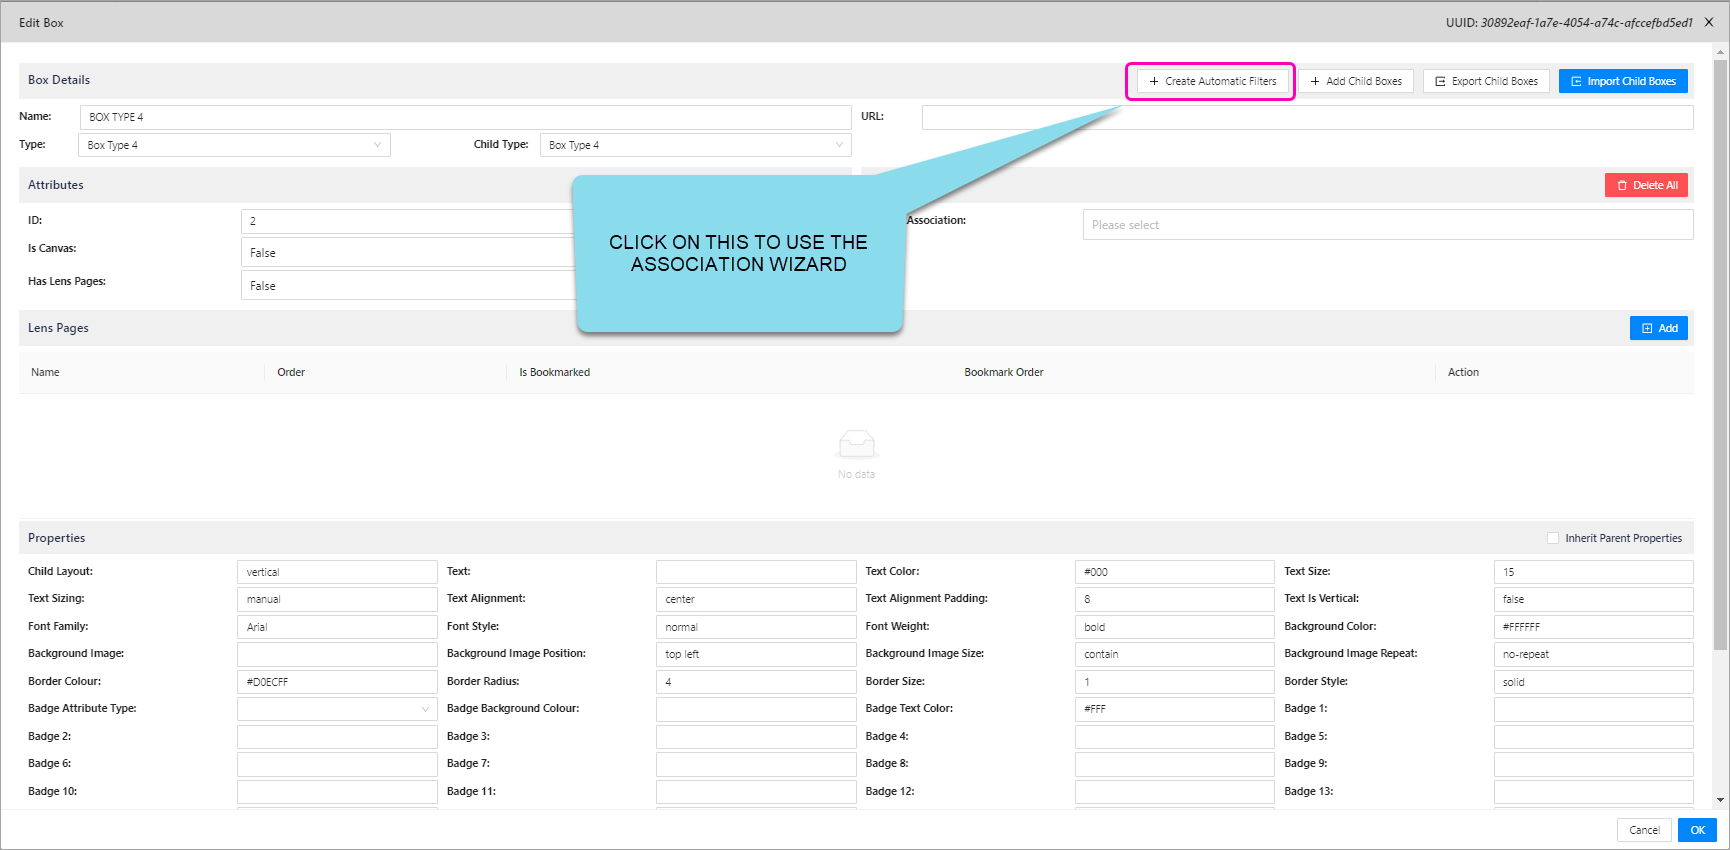 Edit Box
UUID: 30892eaf-1a7e-4054-a74c-afccefbd5ed1
Box Details
Create Automatic Filters
Add Child Boxes
Export Child Boxes
Import Child Boxes
Name: BOX TYPE 4
URL:
Type: Box Type 4
Child Type: Box Type 4
Attributes
Delete All
ID: 2
Association: Please select
Is Canvas: False
Has Lens Pages: False
CLICK ON THIS TO USE THE
ASSOCIATION WIZARD
Lens Pages
Add
Name Order Is Bookmarked Bookmark Order Action
No data
Properties
Inherit Parent Properties
Child Layout: vertical Text: Text Color: #000 Text Size: 15
Text Sizing: manual Text Alignment: center Text Alignment Padding: 8 Text Is Vertical: false
Font Family: Arial Font Style: normal Font Weight: bold Background Color: #FFFFFF
Background Image: Background Image Position: top left Background Image Size: contain Background Image Repeat: no-repeat
Border Colour: #D0ECFF Border Radius: 4 Border Size: 1 Border Style: solid
Badge Attribute Type: Badge Background Colour: Badge Text Color: #FFF Badge 1:
Badge 2: Badge 3: Badge 4: Badge 5:
Badge 6: Badge 7: Badge 8: Badge 9:
Badge 10: Badge 11: Badge 12: Badge 13:
Cancel OK